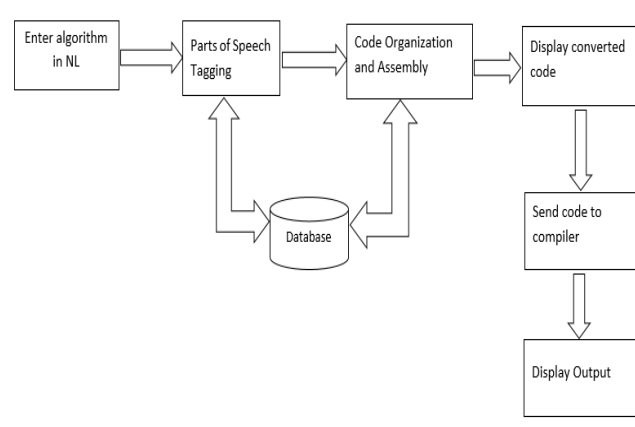 Enter algorithm
in NL
Parts of Speech
Tagging
Code Organization
and Assembly
Display converted
code
Database
Send code to
compiler
Display Output